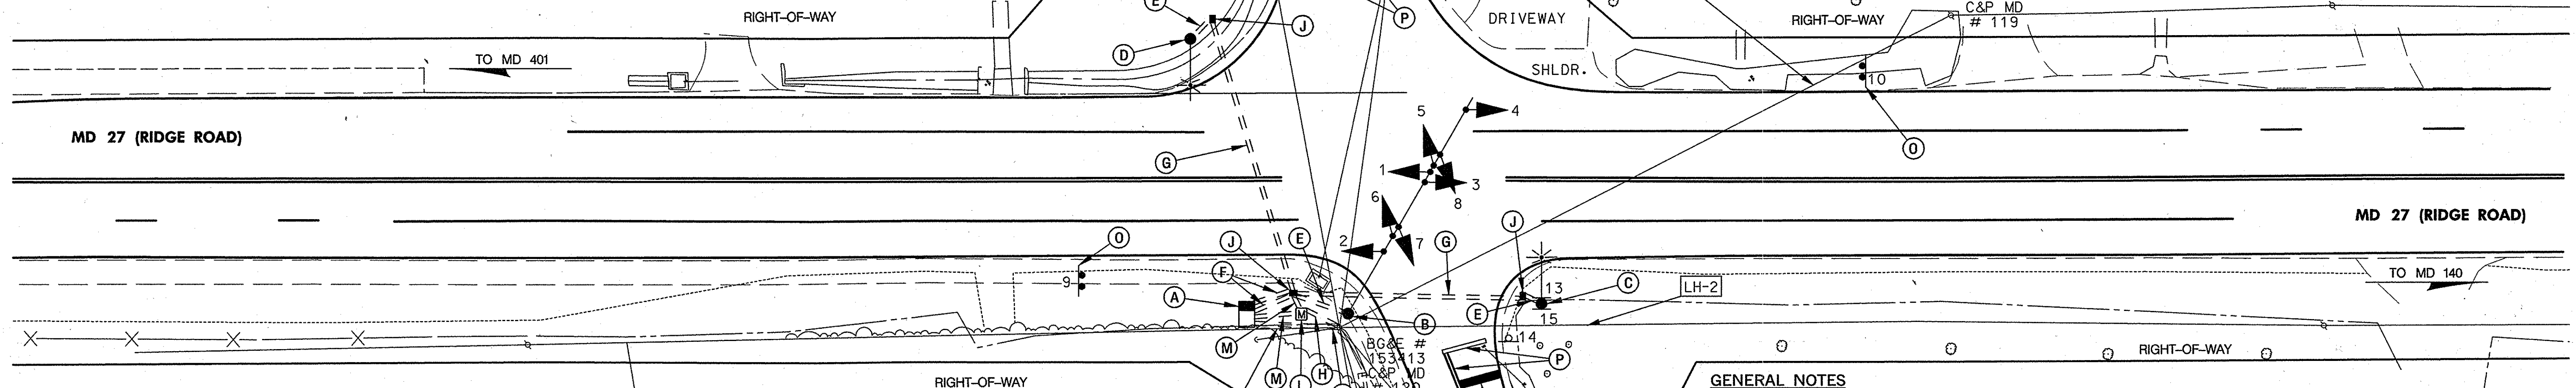 RIGHT-OF-WAY
E
J
P
DRIVEWAY
RIGHT-OF-WAY
C&P MD
# 119
D
TO MD 401
SHLDR.
10
5
4
MD 27 (RIDGE ROAD)
G
O
1
3
6
8
MD 27 (RIDGE ROAD)
O
J
E
2
7
G
J
F
9
TO MD 140
A
13
C
LH-2
M
E
15
B
M
14
BG&E #
153413
P
RIGHT-OF-WAY
C&P MD
M
H
RIGHT-OF-WAY
GENERAL NOTES